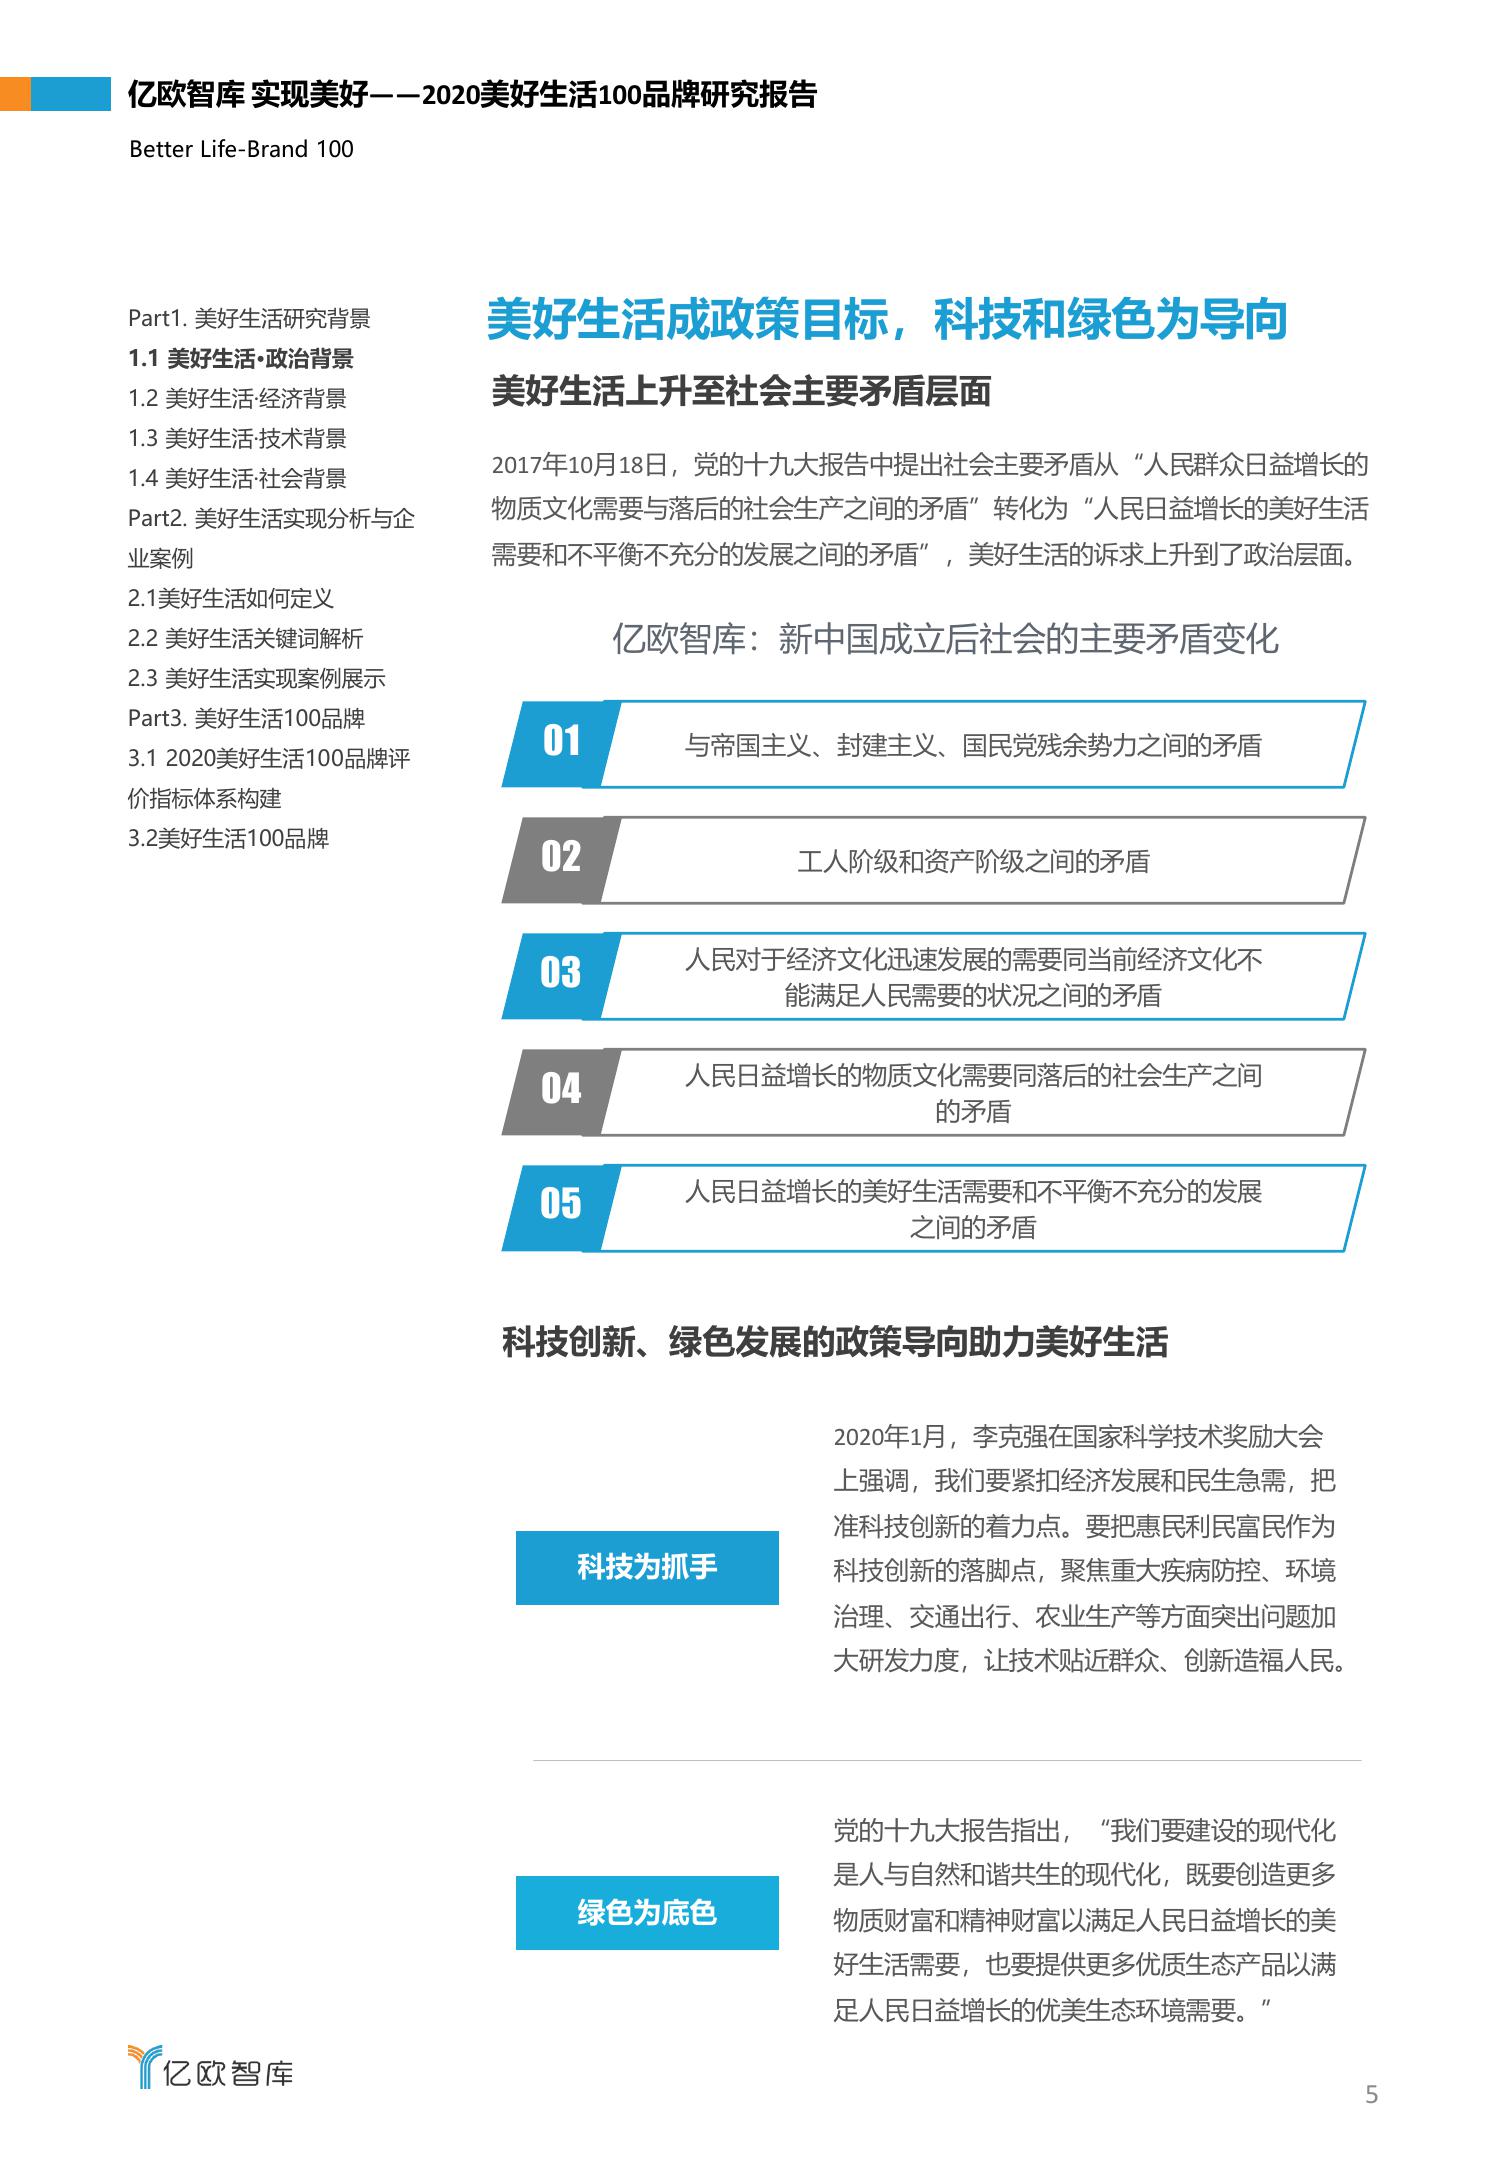 亿欧智库 实现美好——2020美好生活100品牌研究报告
Better Life-Brand 100
Part1. 美好生活研究背景
1.1 美好生活·政治背景
1.2 美好生活·经济背景
1.3 美好生活·技术背景
1.4 美好生活·社会背景
Part2. 美好生活实现分析与企
业案例
2.1美好生活如何定义
2.2 美好生活关键词解析
2.3 美好生活实现案例展示
Part3. 美好生活100品牌
3.1 2020美好生活100品牌评
价指标体系构建
3.2美好生活100品牌
美好生活成政策目标，科技和绿色为导向
美好生活上升至社会主要矛盾层面
2017年10月18日，党的十九大报告中提出社会主要矛盾从“人民群众日益增长的
物质文化需要与落后的社会生产之间的矛盾”转化为“人民日益增长的美好生活
需要和不平衡不充分的发展之间的矛盾”，美好生活的诉求上升到了政治层面。
亿欧智库：新中国成立后社会的主要矛盾变化
01
与帝国主义、封建主义、国民党残余势力之间的矛盾
02
工人阶级和资产阶级之间的矛盾
03
人民对于经济文化迅速发展的需要同当前经济文化不
能满足人民需要的状况之间的矛盾
04
人民日益增长的物质文化需要同落后的社会生产之间
的矛盾
05
人民日益增长的美好生活需要和不平衡不充分的发展
之间的矛盾
科技创新、绿色发展的政策导向助力美好生活
科技为抓手
2020年1月，李克强在国家科学技术奖励大会
上强调，我们要紧扣经济发展和民生急需，把
准科技创新的着力点。要把惠民利民富民作为
科技创新的落脚点，聚焦重大疾病防控、环境
治理、交通出行、农业生产等方面突出问题加
大研发力度，让技术贴近群众、创新造福人民。
绿色为底色
党的十九大报告指出，“我们要建设的现代化
是人与自然和谐共生的现代化，既要创造更多
物质财富和精神财富以满足人民日益增长的美
好生活需要，也要提供更多优质生态产品以满
足人民日益增长的优美生态环境需要。”
亿欧智库
5